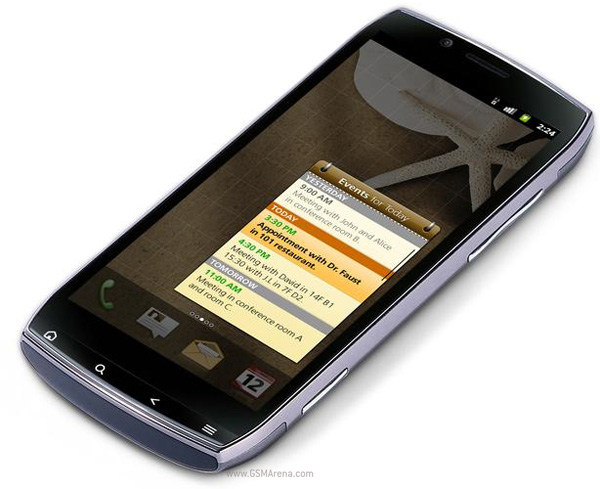 2:24
Events for Today
YESTERDAY
9:00 AM
Meeting with John and Alice
in conference room B.
TODAY
3:30 PM
Appointment with Dr. Faust
in 101 restaurant.
4:30 PM
Meeting with David in 14F B1
15:30 with J.L in 7F D2.
TOMORROW
11:00 AM
Meeting in conference room A
and room C.
12
www.GSMArena.com